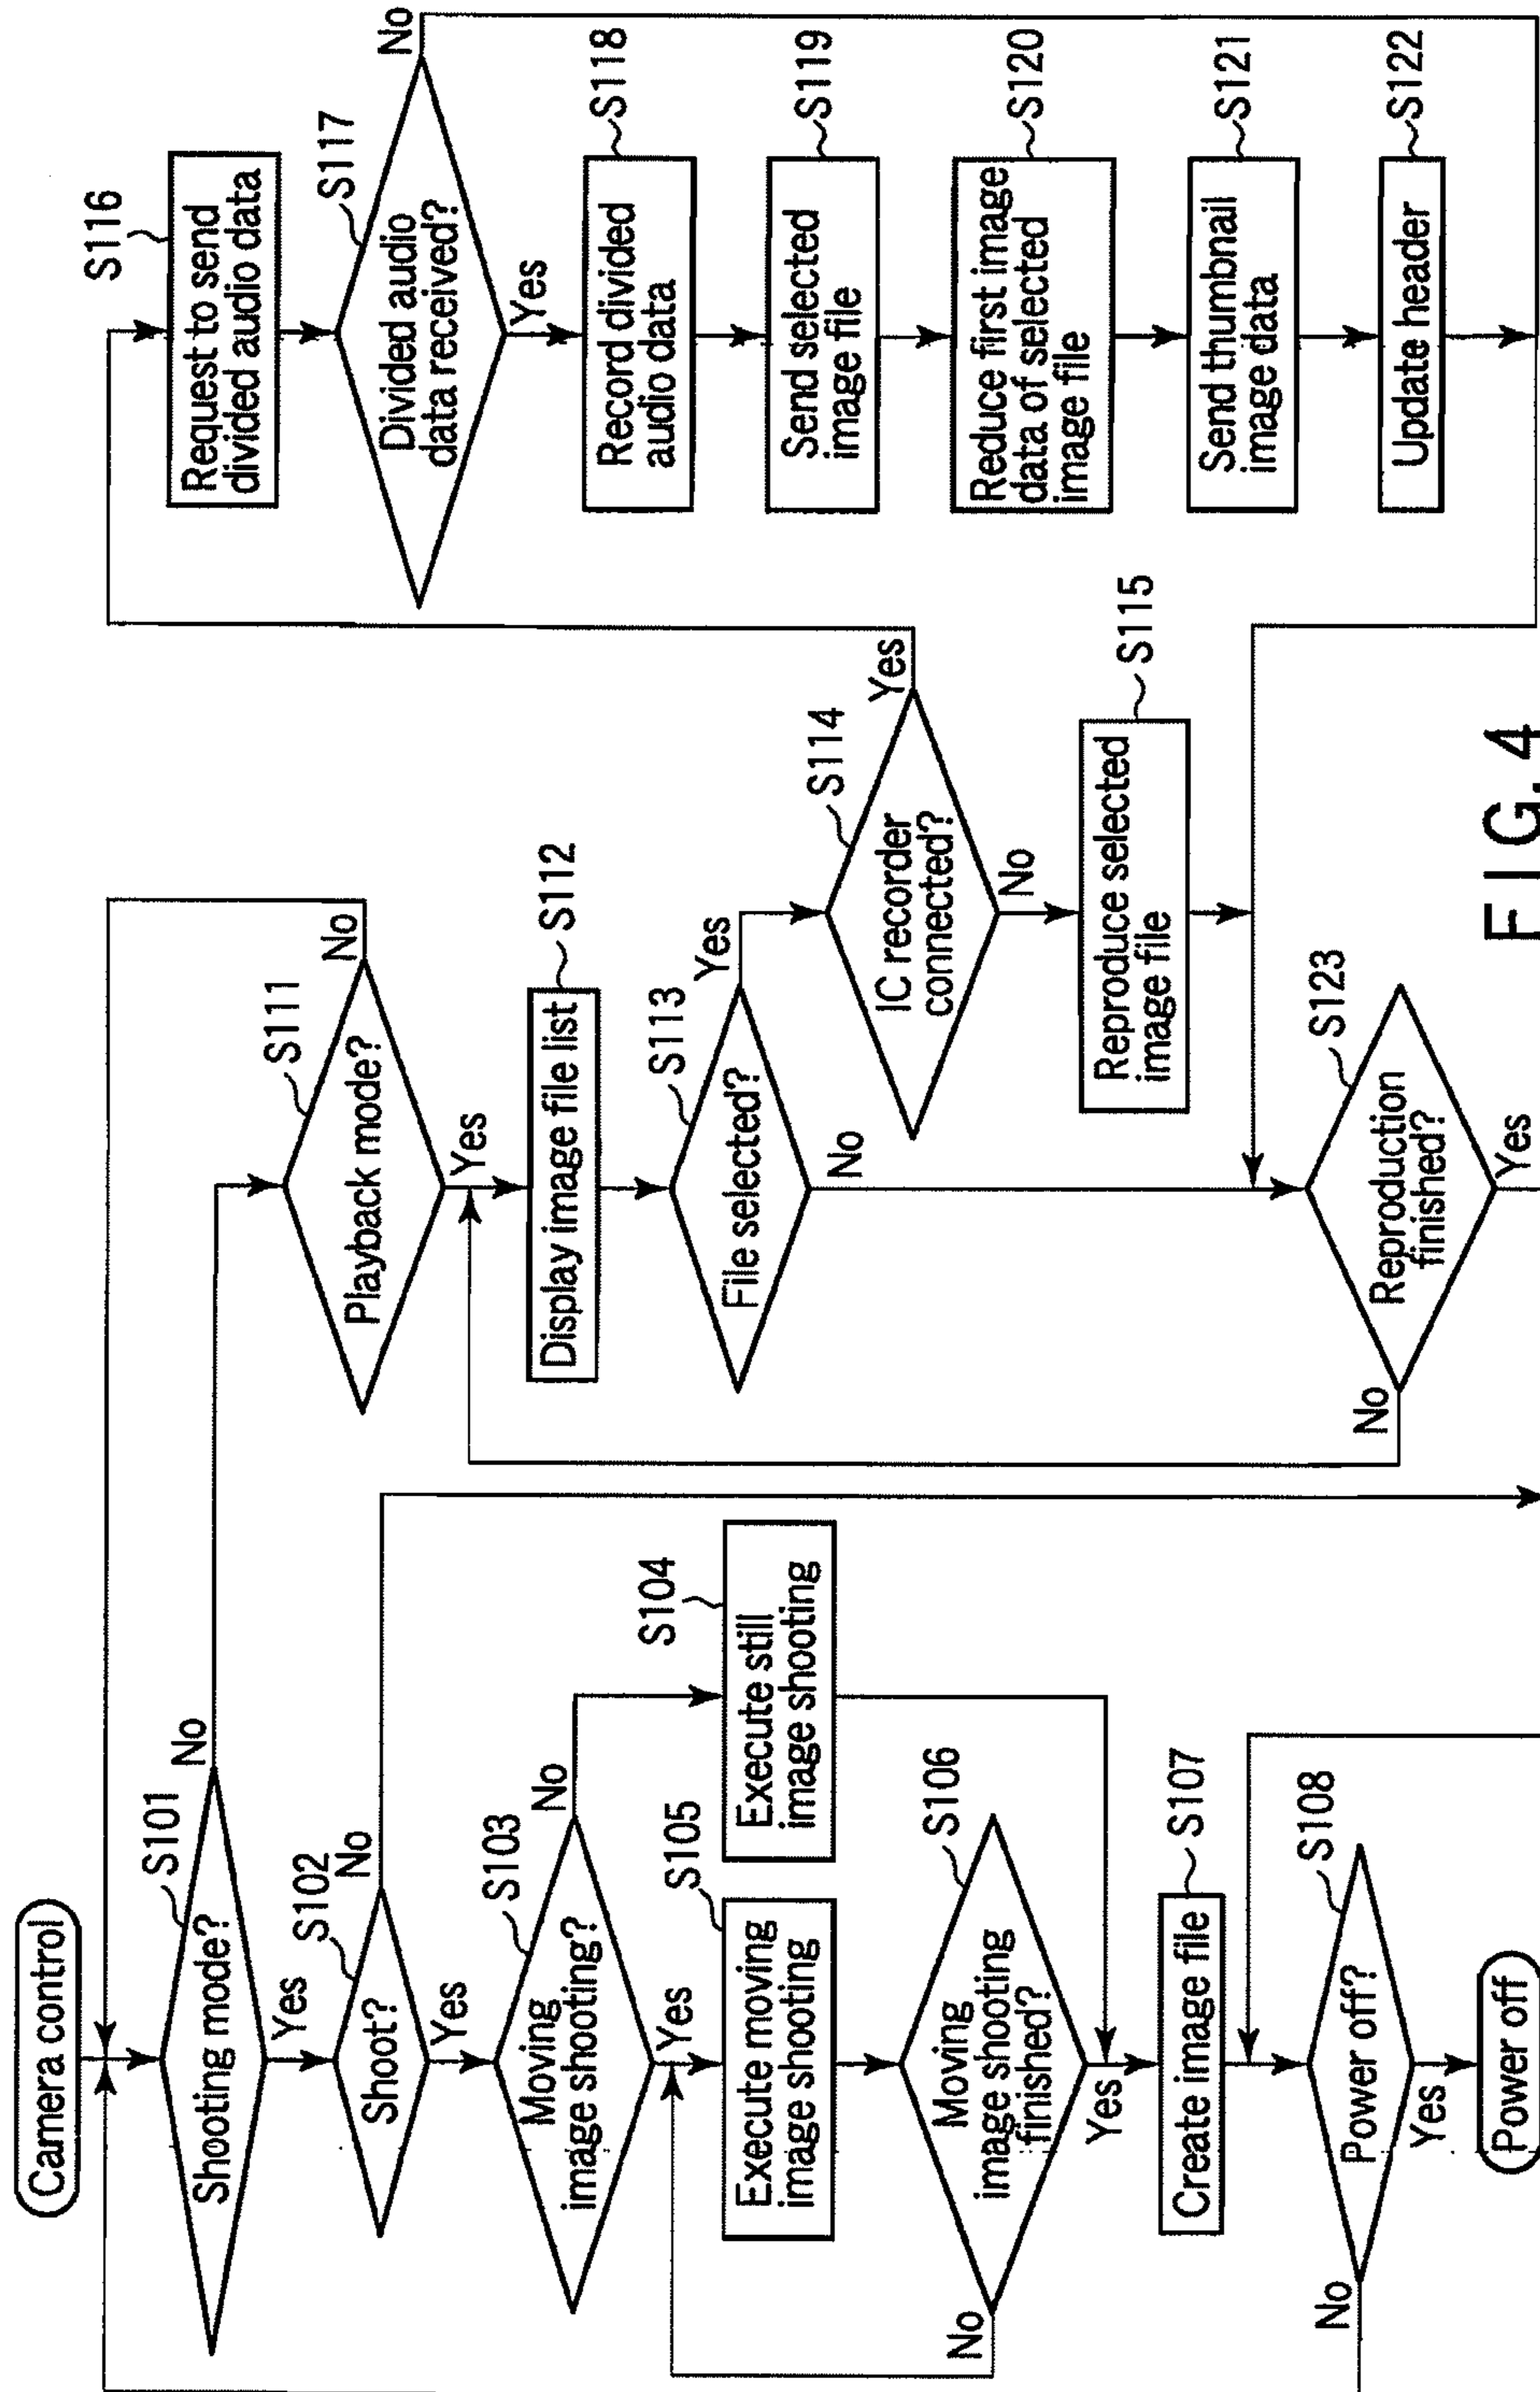 Camera control
Shooting mode?
S101
No
Yes
Shoot?
S102
No
Yes
Moving
image shooting?
S103
No
Yes
Execute still
image shooting
S104
Execute moving
image shooting
S105
Moving
image shooting
finished?
S106
No
Yes
Create image file
S107
Power off?
S108
No
Yes
Power off
Playback mode?
S111
No
Yes
Display image file list
S112
File selected?
S113
Yes
No
IC recorder
connected?
S114
Yes
No
Reproduce selected
image file
S115
Reproduction
finished?
S123
No
Yes
S116
Request to send
divided audio data
Divided audio
data received?
S117
No
Yes
Record divided
audio data
S118
Send selected
image file
S119
Reduce first image
data of selected
image file
S120
Send thumbnail
image data
S121
Update header
S122
FIG. 4